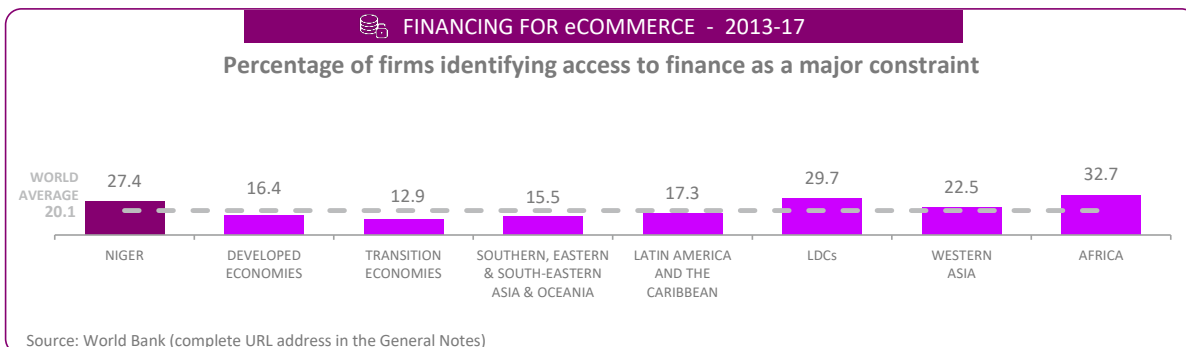 FINANCING FOR eCOMMERCE - 2013-17
Percentage of firms identifying access to finance as a major constraint
WORLD
AVERAGE
20.1
27.4
16.4
12.9
15.5
17.3
29.7
22.5
32.7
NIGER
DEVELOPED
ECONOMIES
TRANSITION
ECONOMIES
SOUTHERN, EASTERN
& SOUTH-EASTERN
ASIA & OCEANIA
LATIN AMERICA
AND THE
CARIBBEAN
LDCs
WESTERN
ASIA
AFRICA
Source: World Bank (complete URL address in the General Notes)